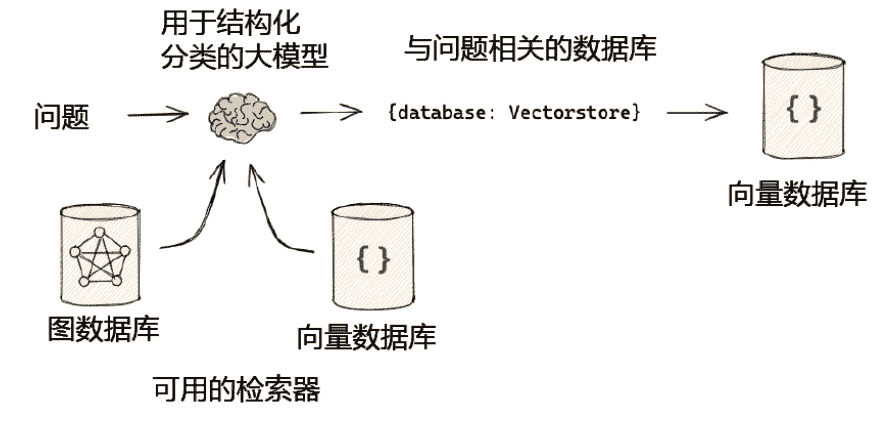 用于结构化
分类的大模型
与问题相关的数据库
问题
{database: Vectorstore}
{ }
向量数据库
{ }
图数据库
向量数据库
可用的检索器